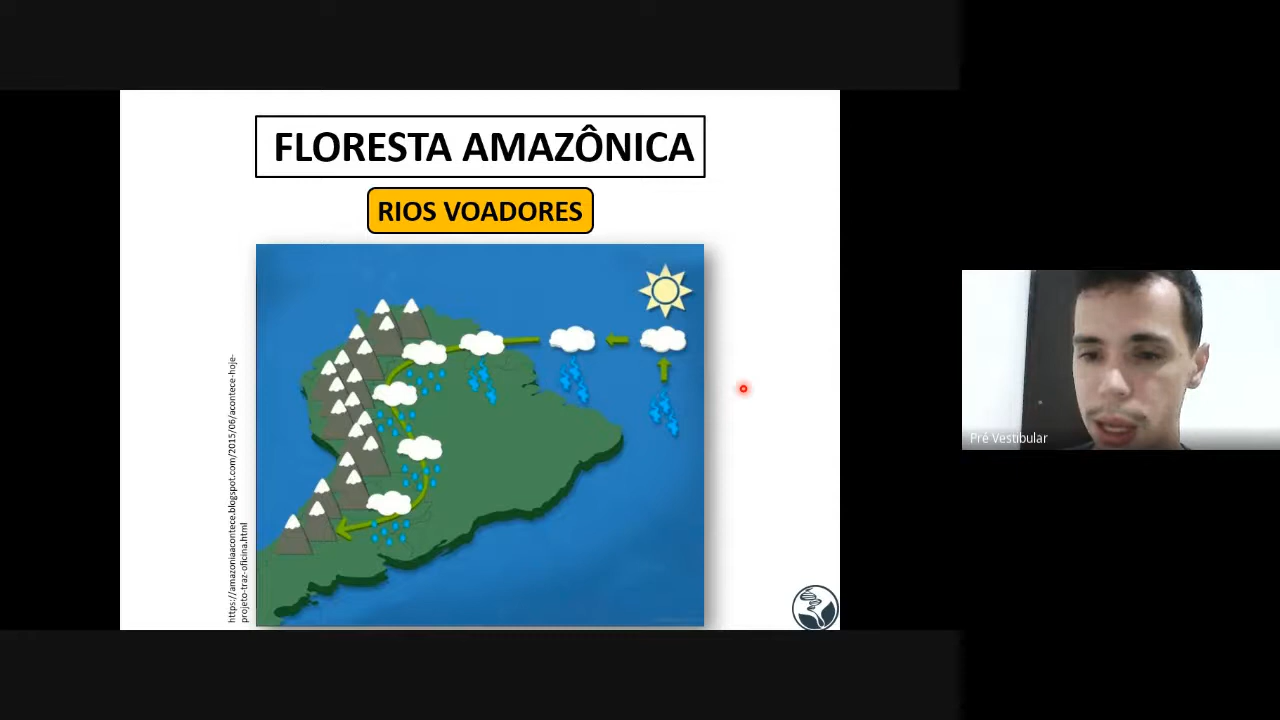 FLORESTA AMAZÔNICA
RIOS VOADORES
https://amazoniaacontece.blogspot.com/2015/06/acontece-hoje-
projeto-traz-oficina.html
Pré Vestibular